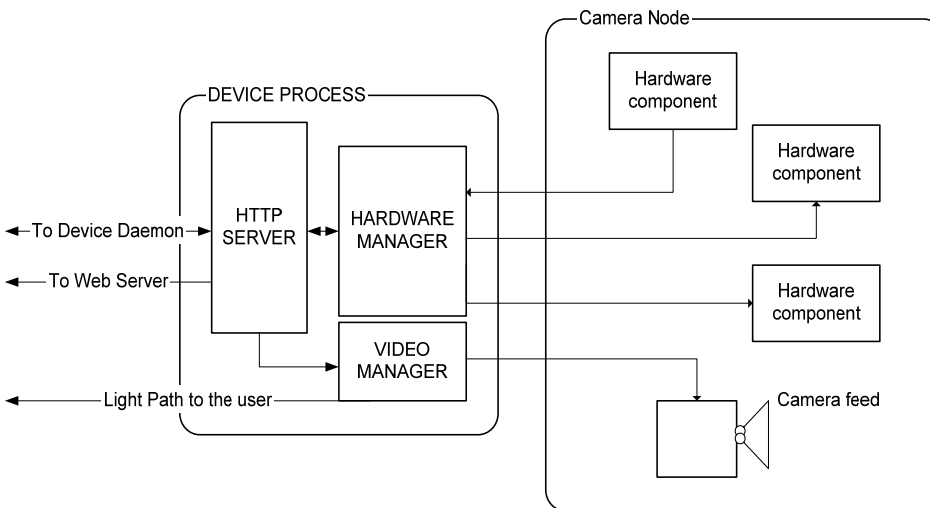 Camera Node
Hardware
component
DEVICE PROCESS
Hardware
component
HTTP
SERVER
HARDWARE
MANAGER
To Device Daemon
To Web Server
Hardware
component
VIDEO
MANAGER
Light Path to the user
Camera feed